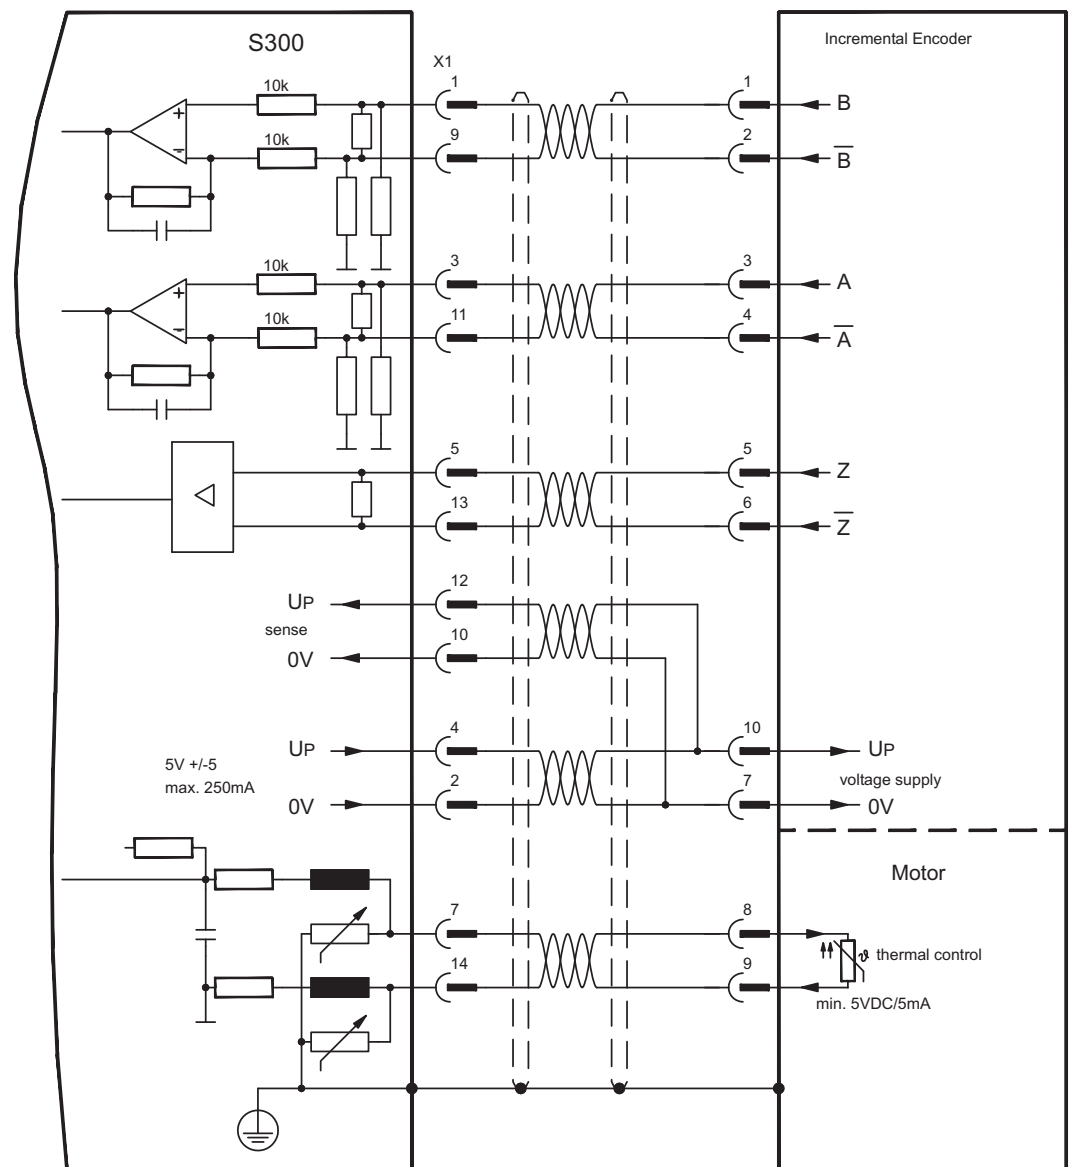 S300
Incremental Encoder
X1
10k
1
1
B
10k
9
2
B̅
10k
3
3
A
10k
11
4
A̅
5
5
Z
13
6
Z̅
12
UP
sense
10
0V
4
10
UP
UP
5V +/-5
max. 250mA
voltage supply
2
7
0V
0V
Motor
7
8
ϑ thermal control
14
9
min. 5VDC/5mA